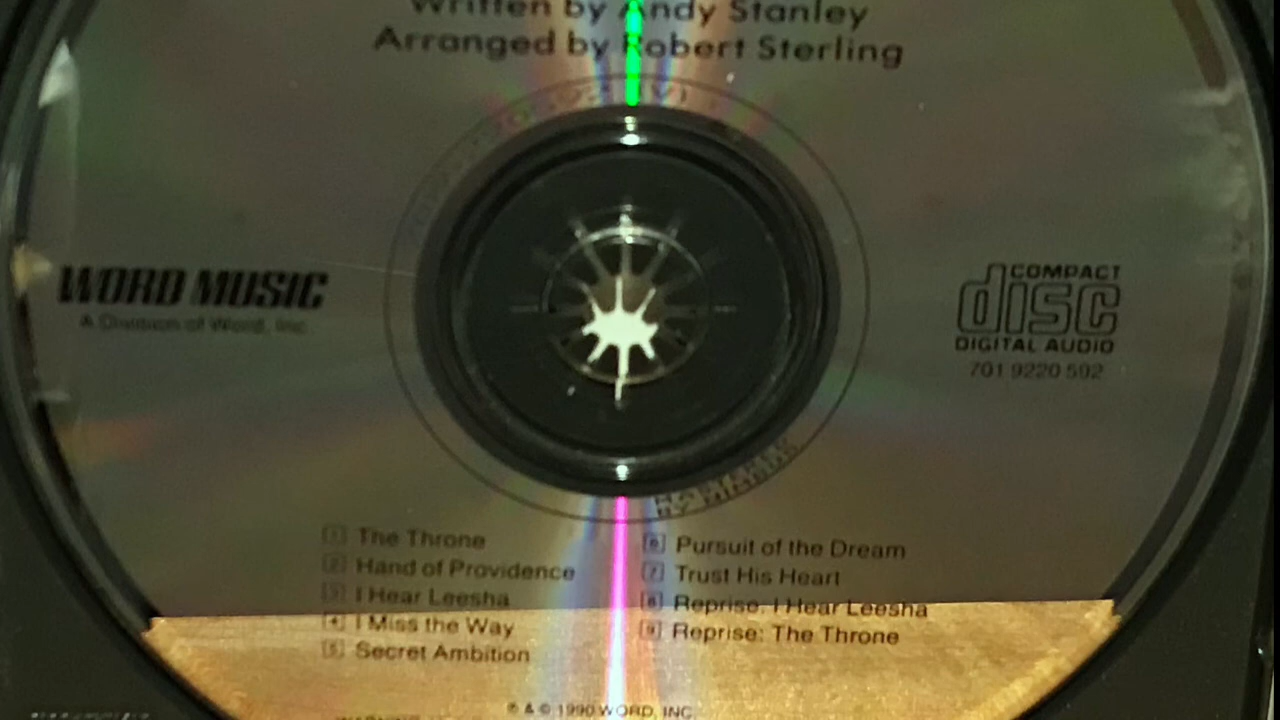 Written by Andy Stanley
Arranged by Robert Sterling
WORD MUSIC
A Division of Word, Inc.
COMPACT
disc
DIGITAL AUDIO
701 9220 592
1 The Throne
2 Hand of Providence
3 I Hear Leesha
4 I Miss the Way
5 Secret Ambition
6 Pursuit of the Dream
7 Trust His Heart
8 Reprise: I Hear Leesha
9 Reprise: The Throne
℗ & © 1990 WORD, INC.